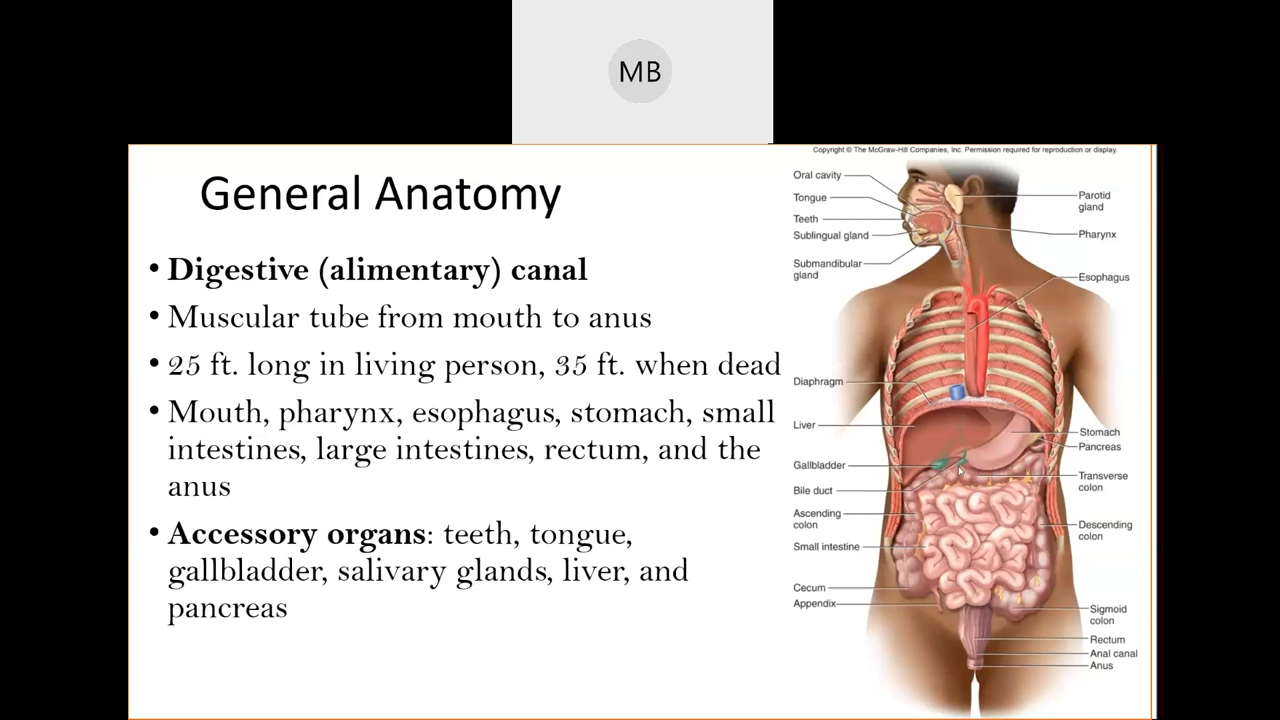 MB
Copyright © The McGraw-Hill Companies, Inc. Permission required for reproduction or display.
General Anatomy
• Digestive (alimentary) canal
• Muscular tube from mouth to anus
• 25 ft. long in living person, 35 ft. when dead
• Mouth, pharynx, esophagus, stomach, small
intestines, large intestines, rectum, and the
anus
• Accessory organs: teeth, tongue,
gallbladder, salivary glands, liver, and
pancreas
Oral cavity
Tongue
Teeth
Sublingual gland
Submandibular
gland
Diaphragm
Liver
Gallbladder
Bile duct
Ascending
colon
Small intestine
Cecum
Appendix
Parotid
gland
Pharynx
Esophagus
Stomach
Pancreas
Transverse
colon
Descending
colon
Sigmoid
colon
Rectum
Anal canal
Anus